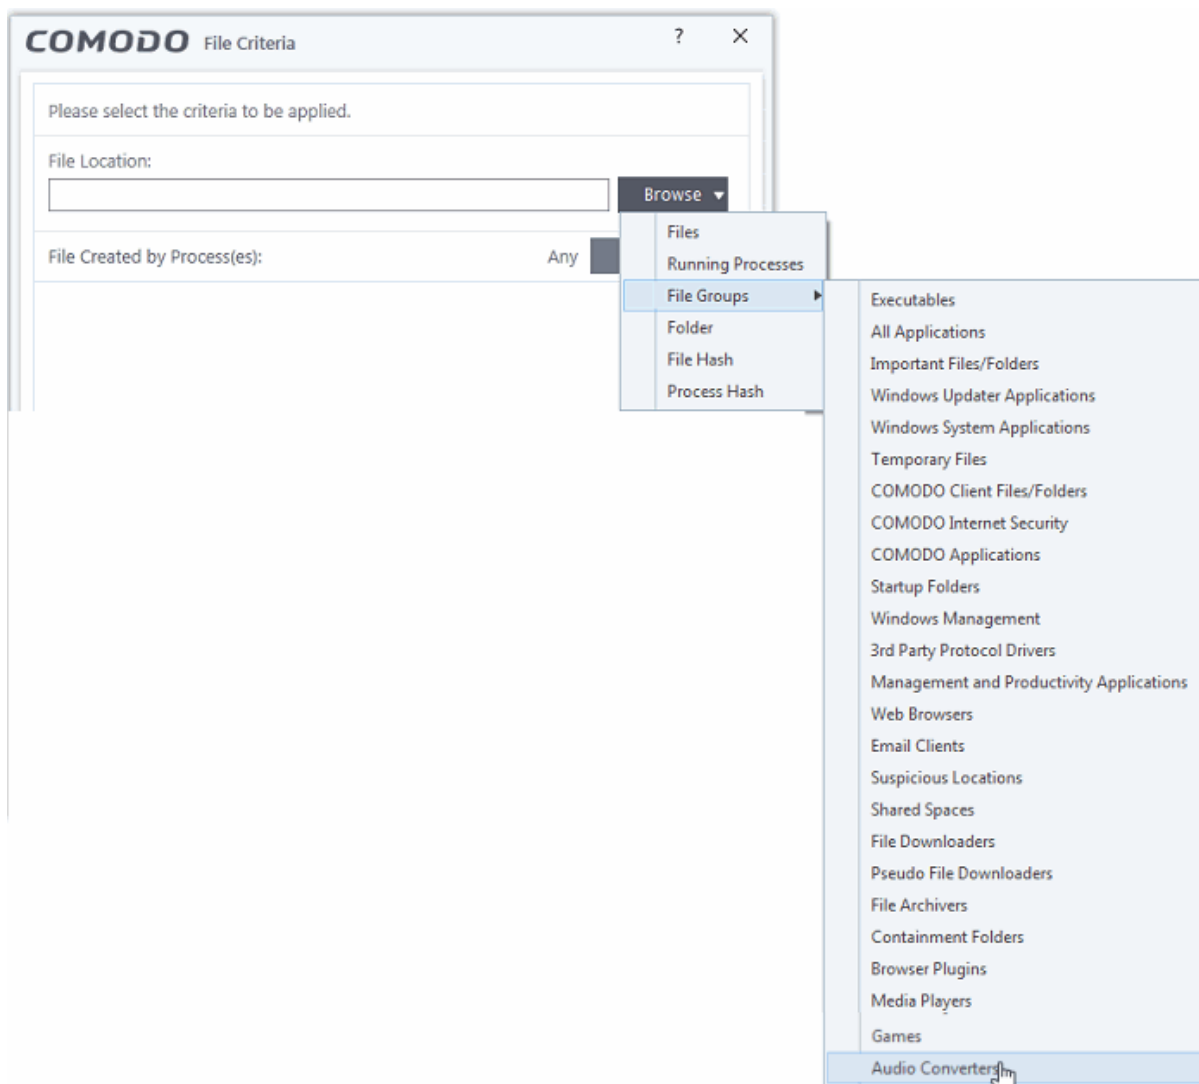 COMODO File Criteria ?
Please select the criteria to be applied.
File Location:
Browse
File Created by Process(es): Any
Files
Running Processes
File Groups
Folder
File Hash
Process Hash
Executables
All Applications
Important Files/Folders
Windows Updater Applications
Windows System Applications
Temporary Files
COMODO Client Files/Folders
COMODO Internet Security
COMODO Applications
Startup Folders
Windows Management
3rd Party Protocol Drivers
Management and Productivity Applications
Web Browsers
Email Clients
Suspicious Locations
Shared Spaces
File Downloaders
Pseudo File Downloaders
File Archivers
Containment Folders
Browser Plugins
Media Players
Games
Audio Converters